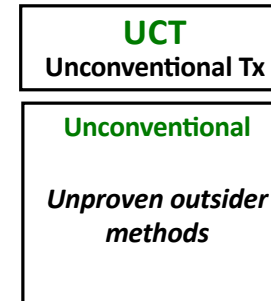 UCT
Unconventional Tx
Unconventional
Unproven outsider
methods